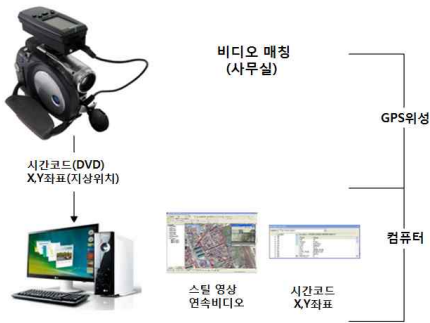 비디오 매칭
(사무실)
GPS위성
시간코드(DVD)
X,Y좌표(지상위치)
컴퓨터
스틸 영상
연속비디오
시간코드
X,Y좌표